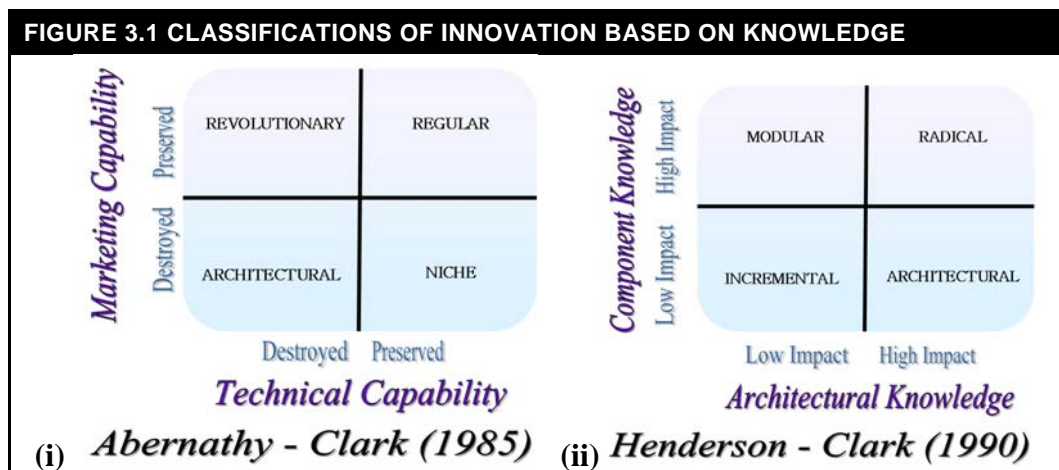 FIGURE 3.1 CLASSIFICATIONS OF INNOVATION BASED ON KNOWLEDGE
Marketing Capability
Preserved
Destroyed
REVOLUTIONARY REGULAR
ARCHITECTURAL NICHE
Destroyed Preserved
Technical Capability
(i) Abernathy - Clark (1985)
Component Knowledge
High Impact
Low Impact
MODULAR RADICAL
INCREMENTAL ARCHITECTURAL
Low Impact High Impact
Architectural Knowledge
(ii) Henderson - Clark (1990)